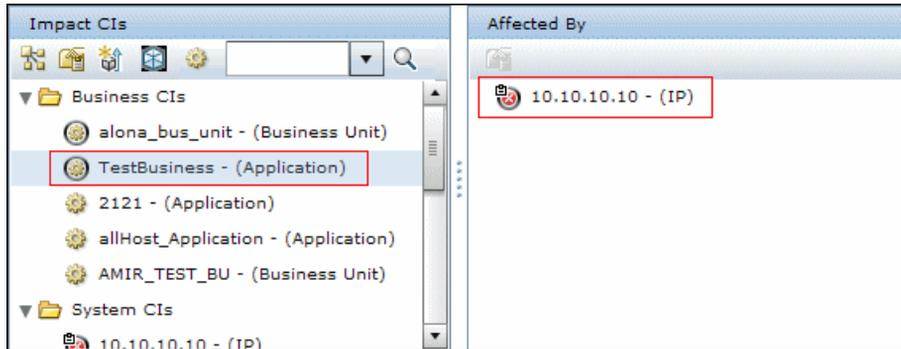 Impact CIs
Business CIs
alona_bus_unit - (Business Unit)
TestBusiness - (Application)
2121 - (Application)
allHost_Application - (Application)
AMIR_TEST_BU - (Business Unit)
System CIs
10.10.10.10 - (IP)
Affected By
10.10.10.10 - (IP)